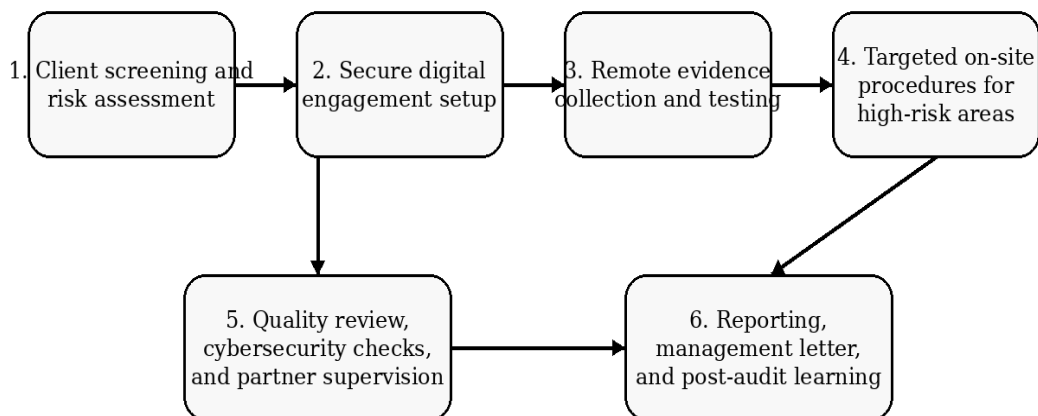 1. Client screening and
risk assessment
2. Secure digital
engagement setup
3. Remote evidence
collection and testing
4. Targeted on-site
procedures for
high-risk areas
5. Quality review,
cybersecurity checks,
and partner supervision
6. Reporting,
management letter,
and post-audit learning